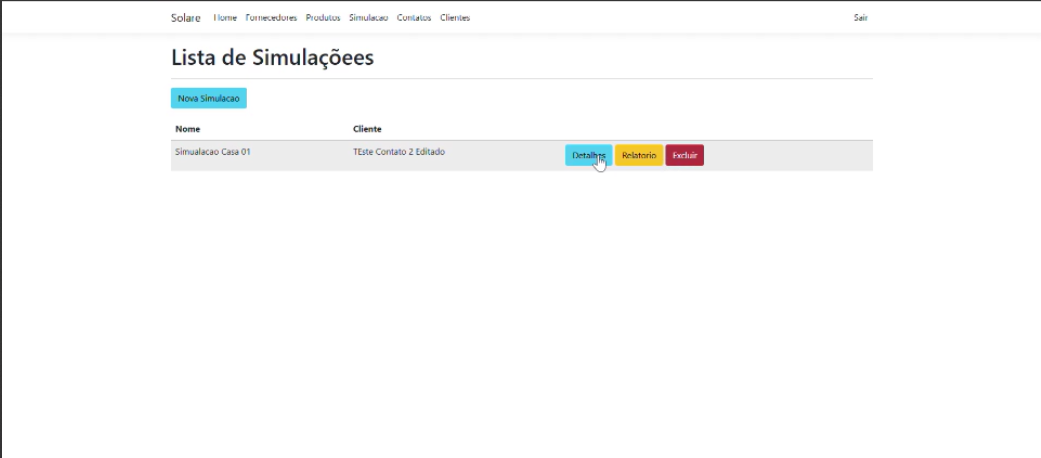 Solare Home Fornecedores Produtos Simulacao Contatos Clientes Sair
Lista de Simulaçõees
Nova Simulacao
Nome Cliente
Simualacao Casa 01 TEste Contato 2 Editado Detalhes Relatorio Excluir